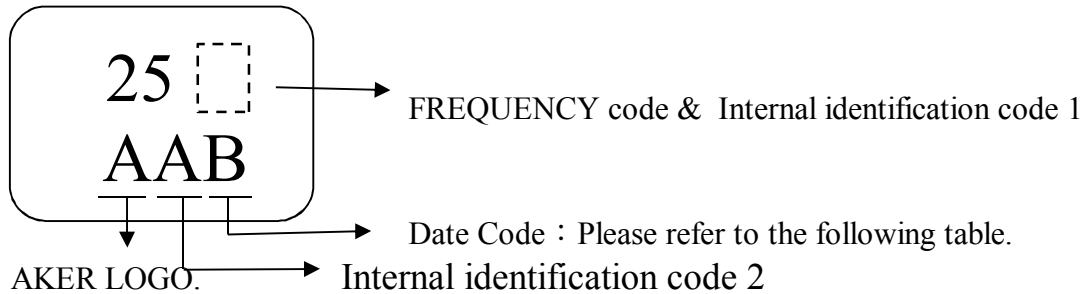 25
FREQUENCY code & Internal identification code 1
AAB
Date Code：Please refer to the following table.
AKER LOGO. Internal identification code 2